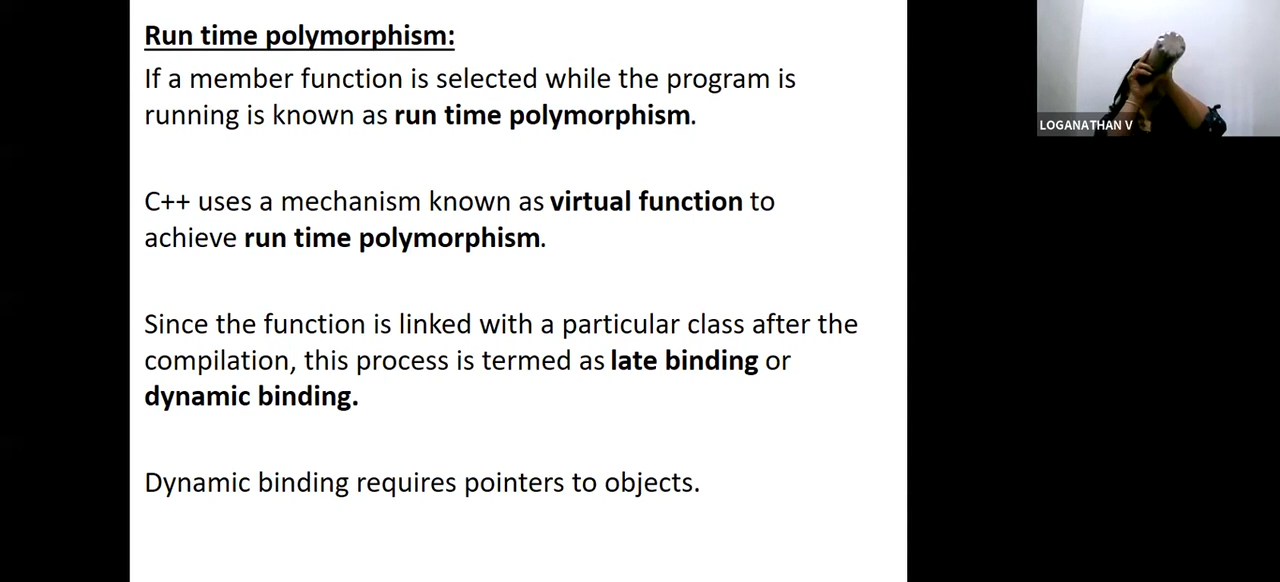 Run time polymorphism:
If a member function is selected while the program is
running is known as run time polymorphism.
C++ uses a mechanism known as virtual function to
achieve run time polymorphism.
Since the function is linked with a particular class after the
compilation, this process is termed as late binding or
dynamic binding.
Dynamic binding requires pointers to objects.
LOGANATHAN V